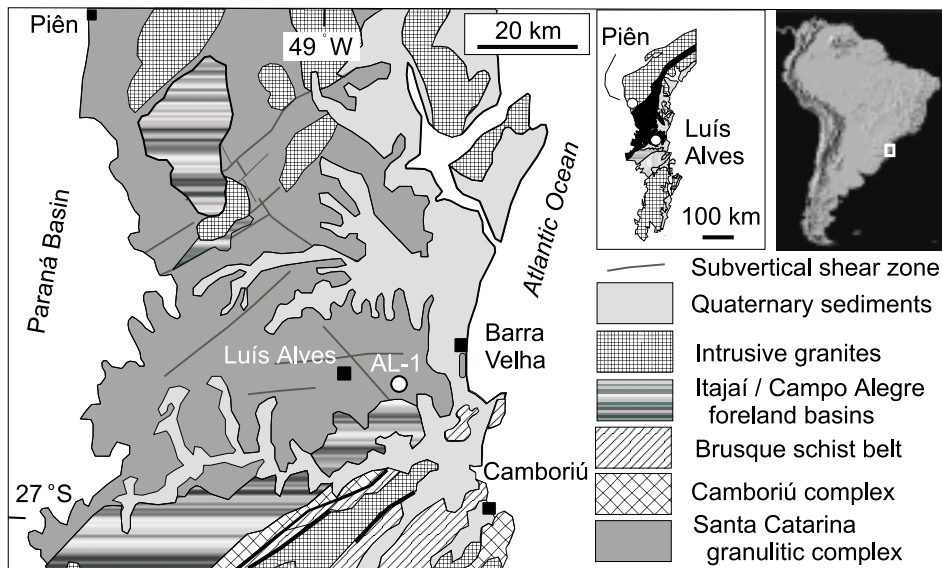 Piên
49 °W
20 km
Paraná Basin
Atlantic Ocean
Luís Alves
AL-1
Barra
Velha
Camboriú
27 °S
Piên
Luís
Alves
100 km
Subvertical shear zone
Quaternary sediments
Intrusive granites
Itajaí / Campo Alegre
foreland basins
Brusque schist belt
Camboriú complex
Santa Catarina
granulitic complex